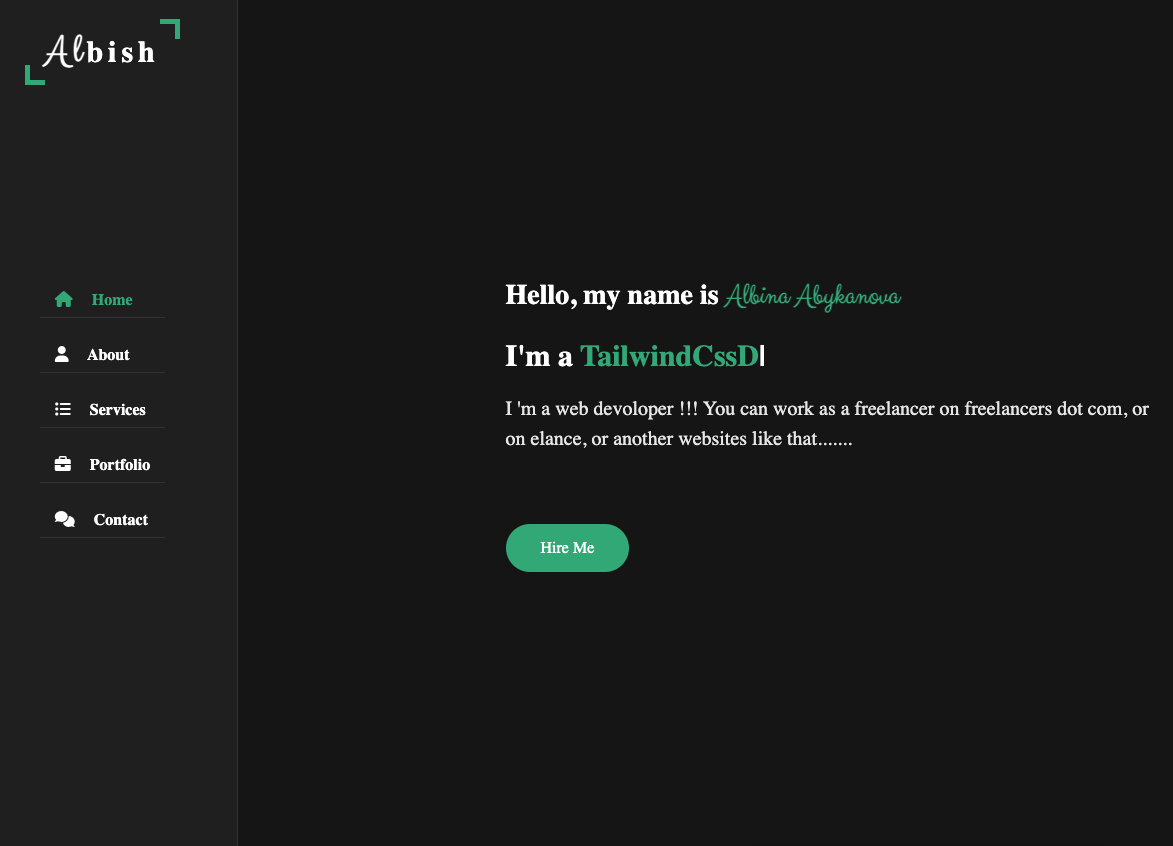 Albish
Home
About
Services
Portfolio
Contact
Hello, my name is Albina Abykanova
I'm a TailwindCssD|
I 'm a web devoloper !!! You can work as a freelancer on freelancers dot com, or
on elance, or another websites like that.......
Hire Me